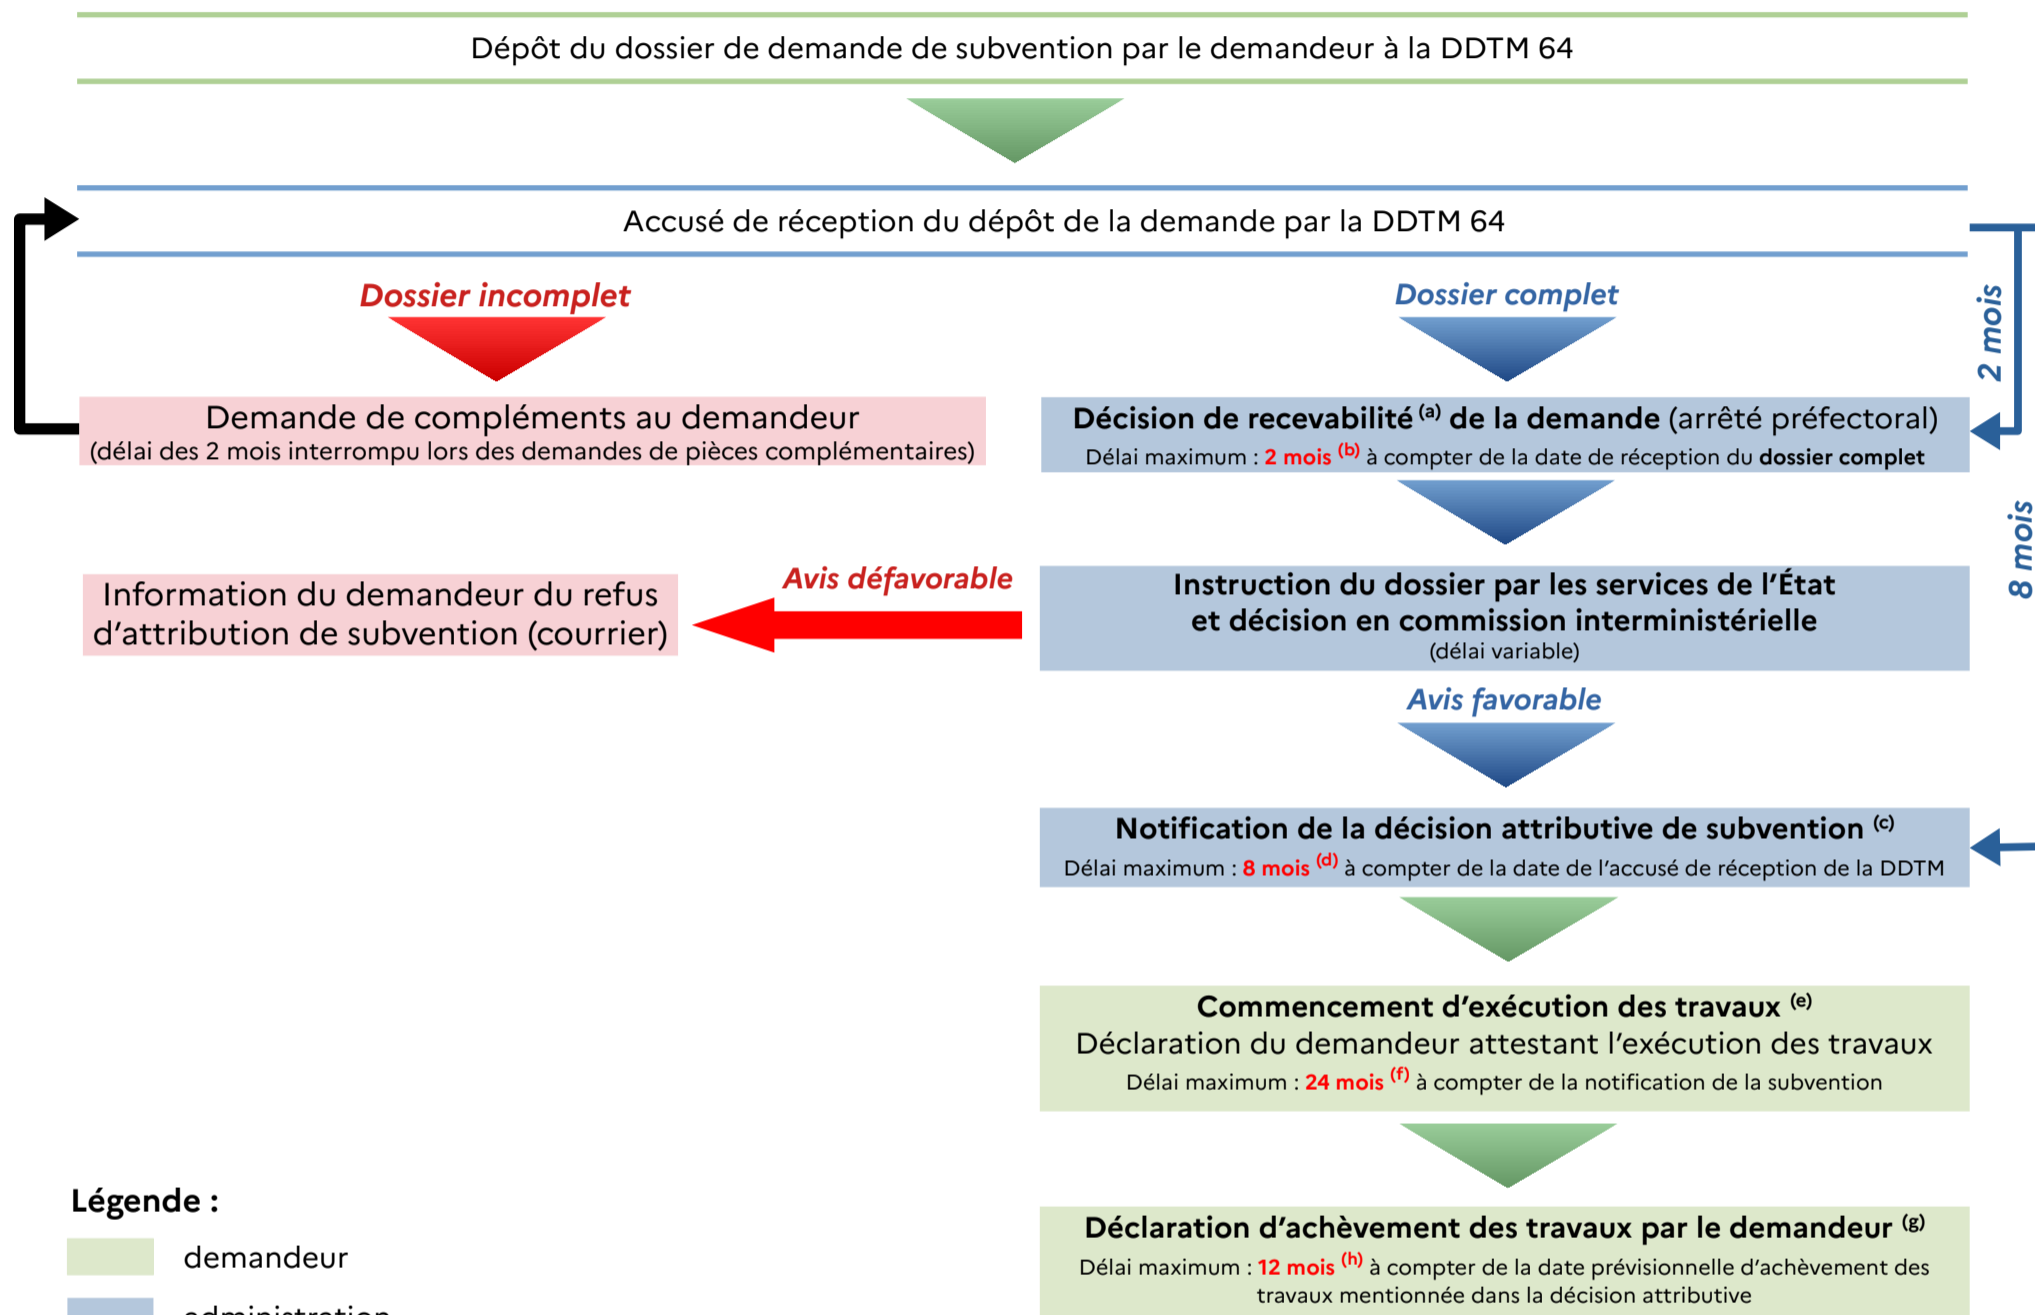 Dépôt du dossier de demande de subvention par le demandeur à la DDTM 64
Accusé de réception du dépôt de la demande par la DDTM 64
Dossier incomplet
Dossier complet
2 mois
Demande de compléments au demandeur
(délai des 2 mois interrompu lors des demandes de pièces complémentaires)
Décision de recevabilité (a) de la demande (arrêté préfectoral)
Délai maximum : 2 mois (b) à compter de la date de réception du dossier complet
8 mois
Avis défavorable
Information du demandeur du refus
d'attribution de subvention (courrier)
Instruction du dossier par les services de l'État
et décision en commission interministérielle
(délai variable)
Avis favorable
Notification de la décision attributive de subvention (c)
Délai maximum : 8 mois (d) à compter de la date de l'accusé de réception de la DDTM
Commencement d'exécution des travaux (e)
Déclaration du demandeur attestant l'exécution des travaux
Délai maximum : 24 mois (f) à compter de la notification de la subvention
Déclaration d'achèvement des travaux par le demandeur (g)
Délai maximum : 12 mois (h) à compter de la date prévisionnelle d'achèvement des
travaux mentionnée dans la décision attributive
Légende :
demandeur
administration